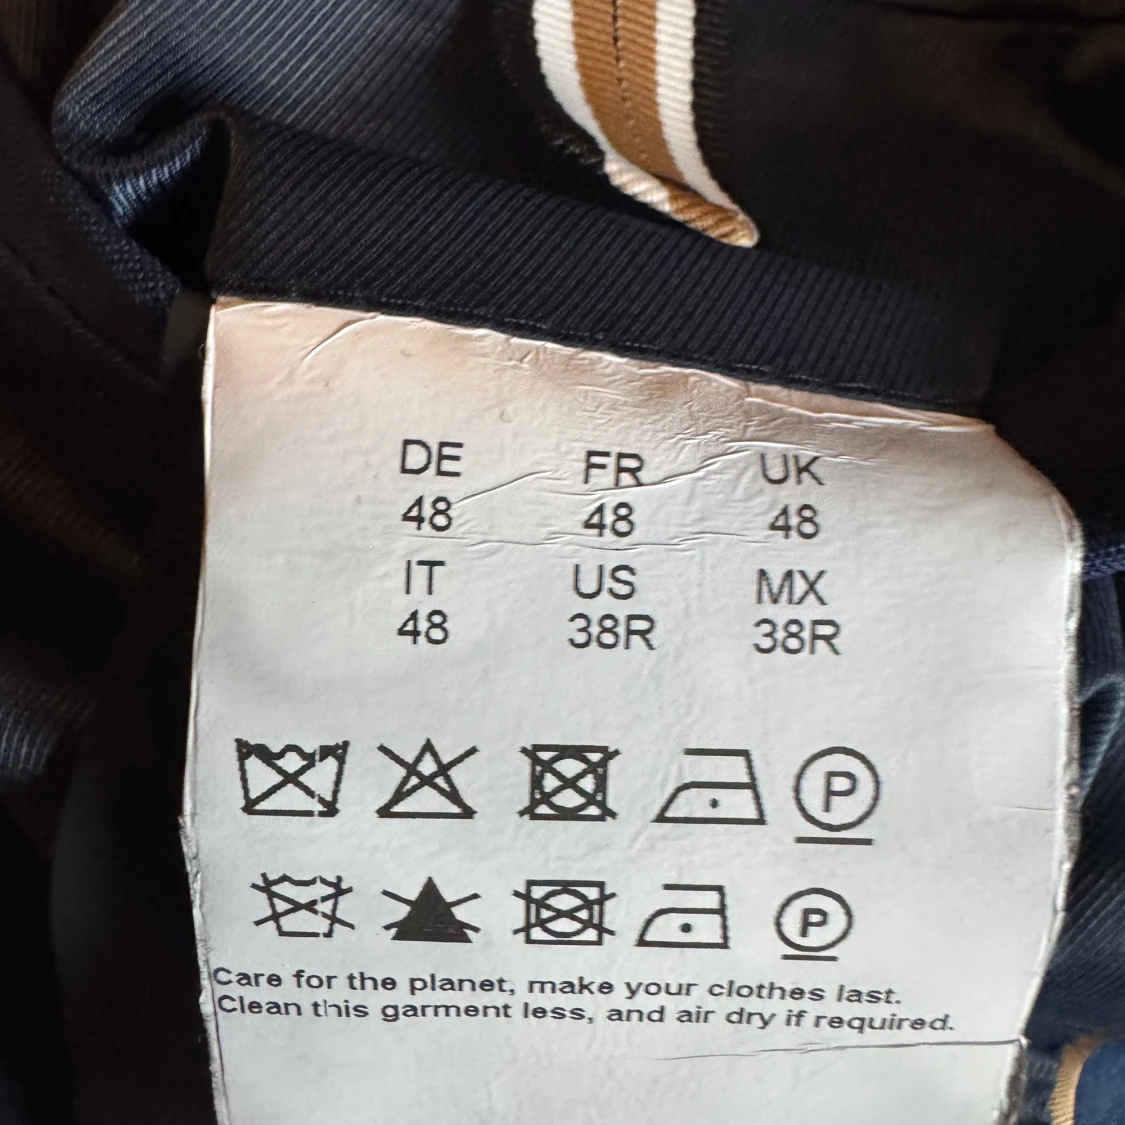 DE FR UK
48 48 48
IT US MX
48 38R 38R
P
P
Care for the planet, make your clothes last.
Clean this garment less, and air dry if required.